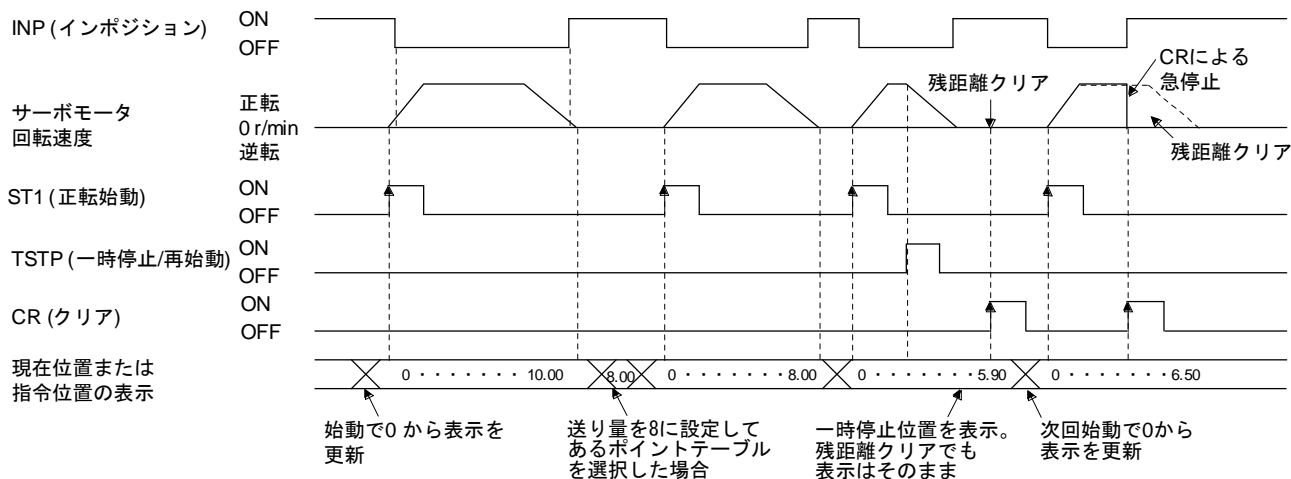 INP (インポジション)
ON
OFF
サーボモータ
回転速度
正転
0 r/min
逆転
残距離クリア
CRによる
急停止
残距離クリア
ST1 (正転始動)
ON
OFF
TSTP (一時停止/再始動)
ON
OFF
CR (クリア)
ON
OFF
現在位置または
指令位置の表示
0 ・・・・・・・ 10.00
8.00
0 ・・・・・・ 8.00
0 ・・・・・・ 5.90
0 ・・・・・・ 6.50
始動で0 から表示を
更新
送り量を8に設定して
あるポイントテーブル
を選択した場合
一時停止位置を表示。
残距離クリアでも
表示はそのまま
次回始動で0から
表示を更新